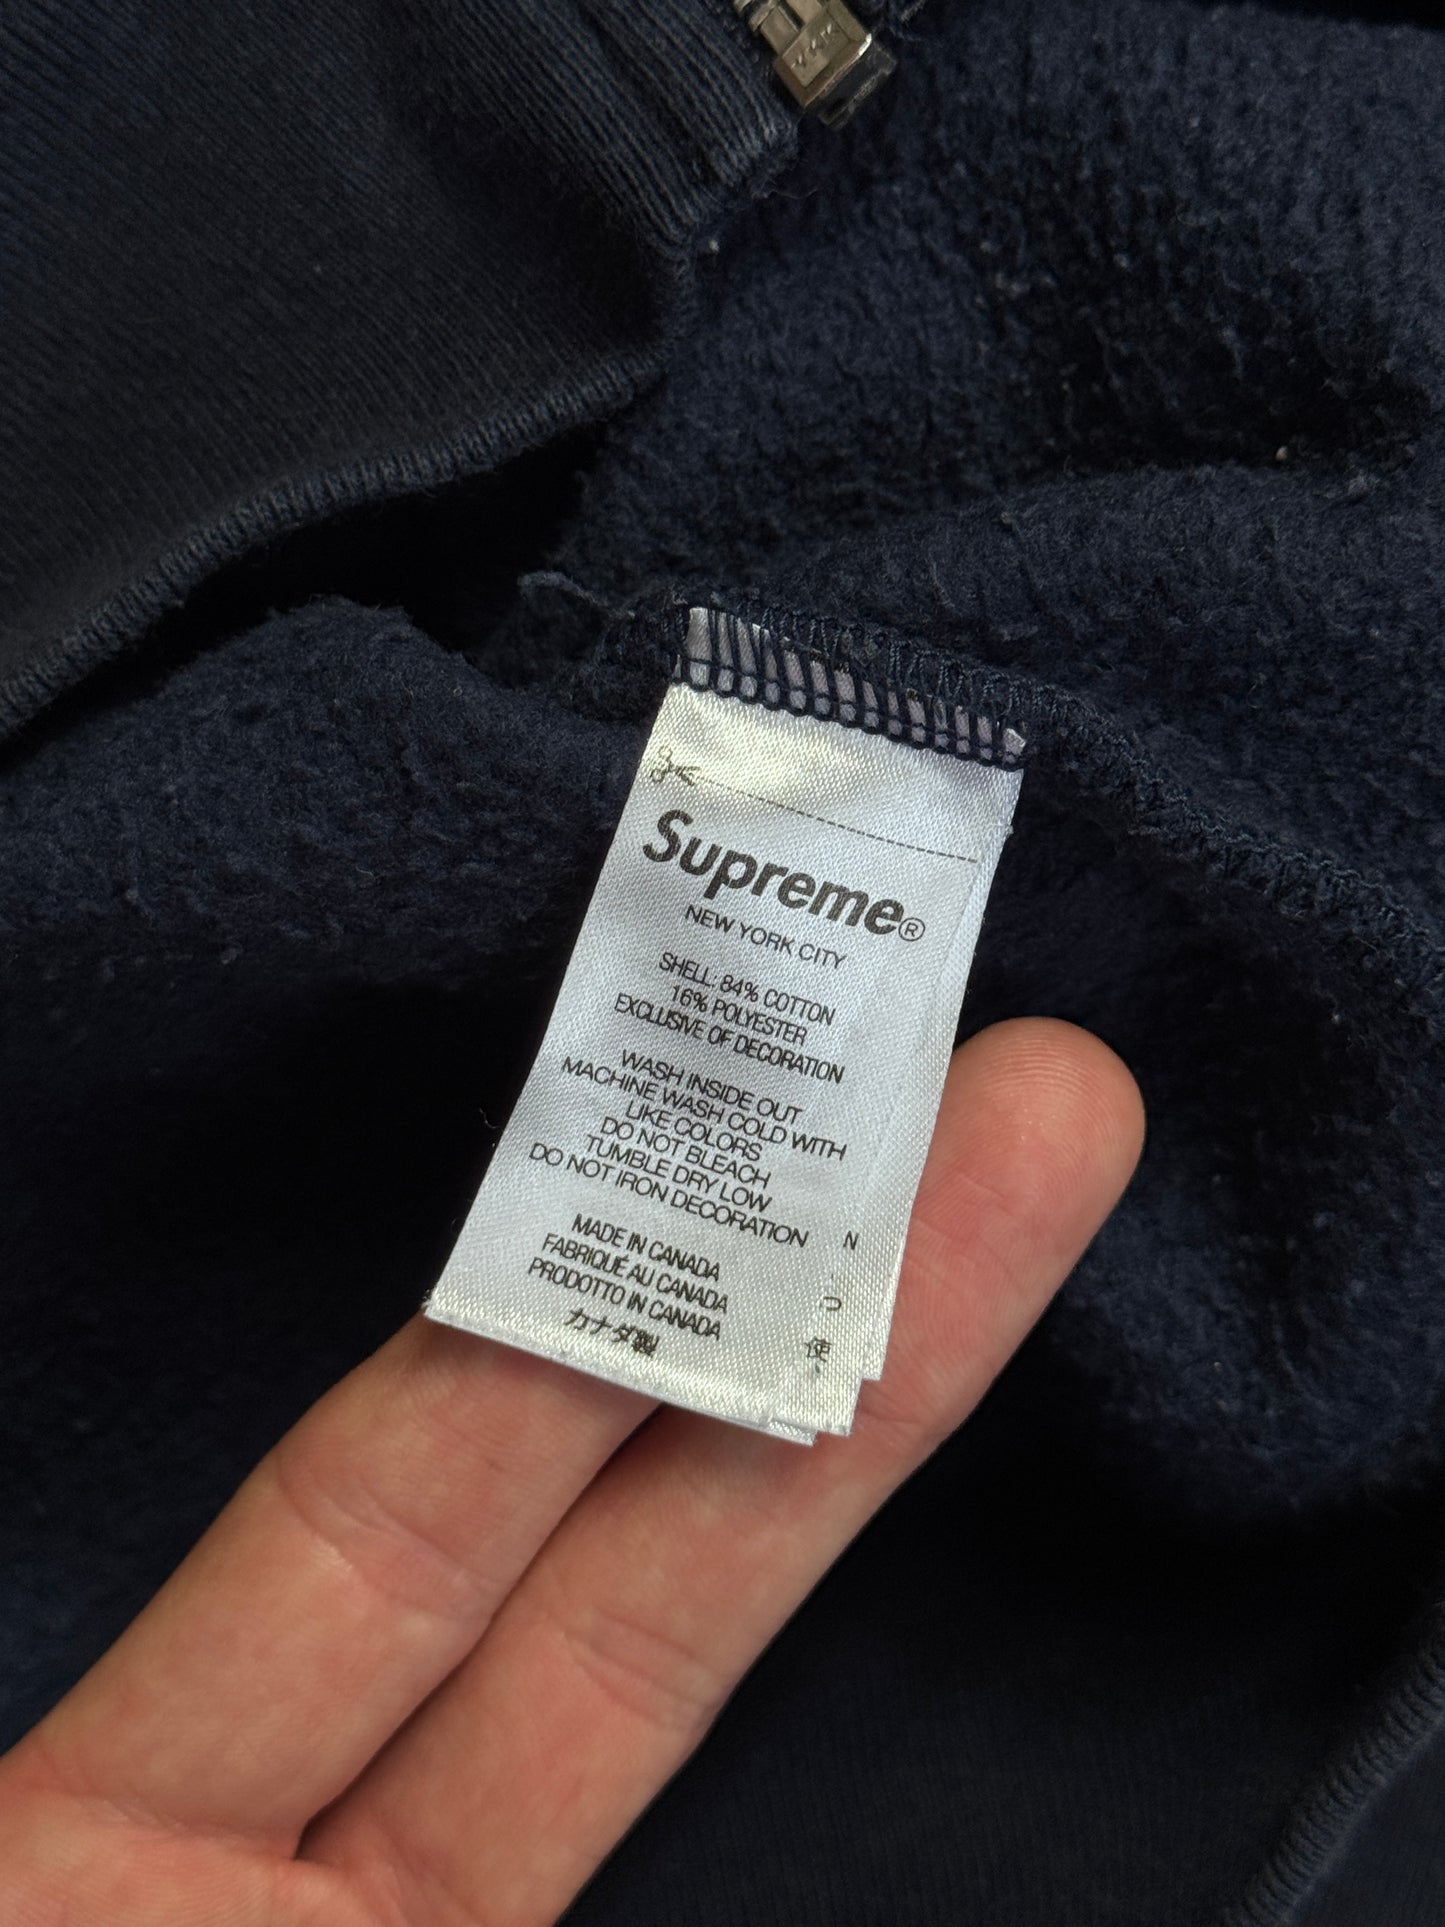 Supreme®
NEW YORK CITY
SHELL: 84% COTTON
16% POLYESTER
EXCLUSIVE OF DECORATION
WASH INSIDE OUT
MACHINE WASH COLD WITH
LIKE COLORS
DO NOT BLEACH
TUMBLE DRY LOW
DO NOT IRON DECORATION
MADE IN CANADA
FABRIQUÉ AU CANADA
PRODOTTO IN CANADA
カナダ製
N
つ
使